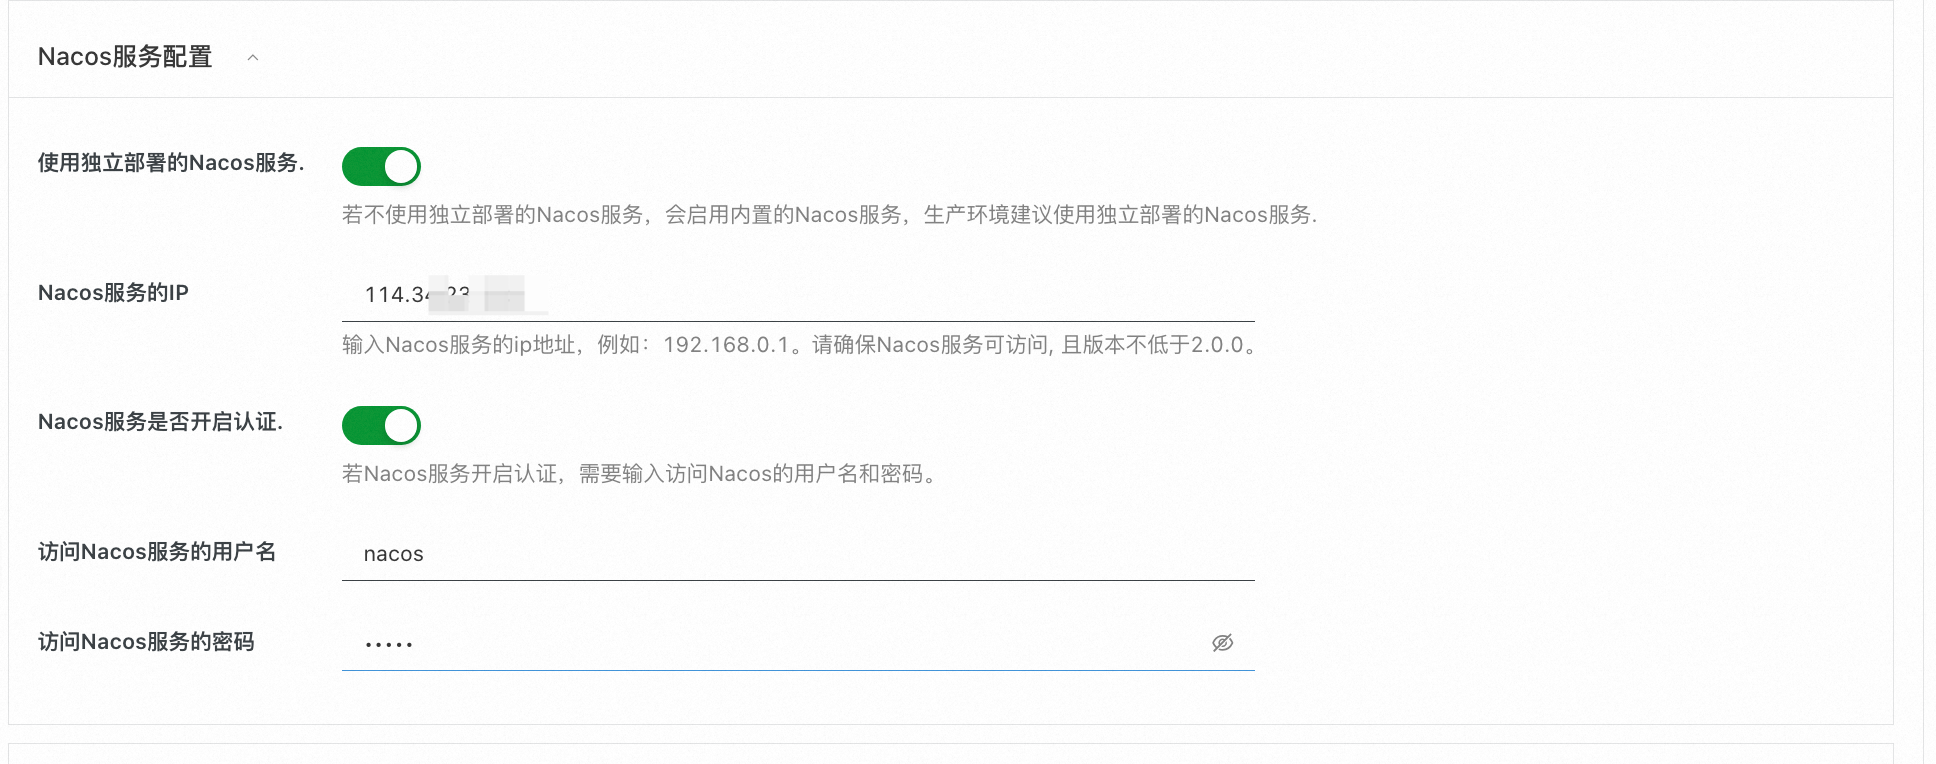 Nacos服务配置
使用独立部署的Nacos服务.
若不使用独立部署的Nacos服务，会启用内置的Nacos服务，生产环境建议使用独立部署的Nacos服务.
Nacos服务的IP
114.34 23
输入Nacos服务的ip地址，例如：192.168.0.1。请确保Nacos服务可访问, 且版本不低于2.0.0。
Nacos服务是否开启认证.
若Nacos服务开启认证，需要输入访问Nacos的用户名和密码。
访问Nacos服务的用户名
nacos
访问Nacos服务的密码
•••••